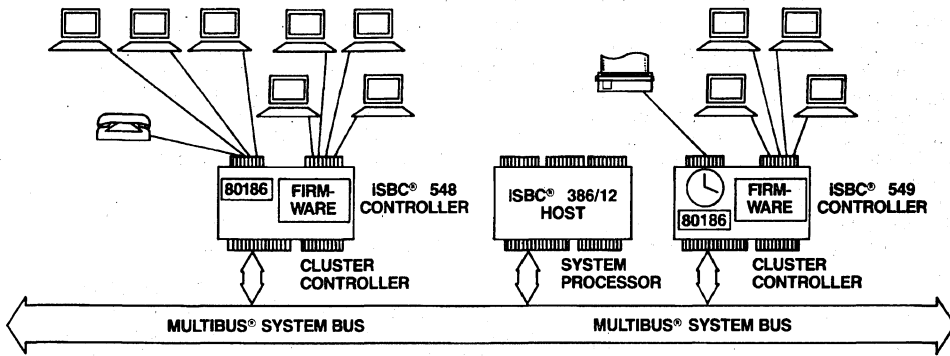 80186
FIRM-
WARE
iSBC® 548
CONTROLLER
CLUSTER
CONTROLLER
iSBC® 386/12
HOST
SYSTEM
PROCESSOR
80186
FIRM-
WARE
iSBC® 549
CONTROLLER
CLUSTER
CONTROLLER
MULTIBUS® SYSTEM BUS
MULTIBUS® SYSTEM BUS